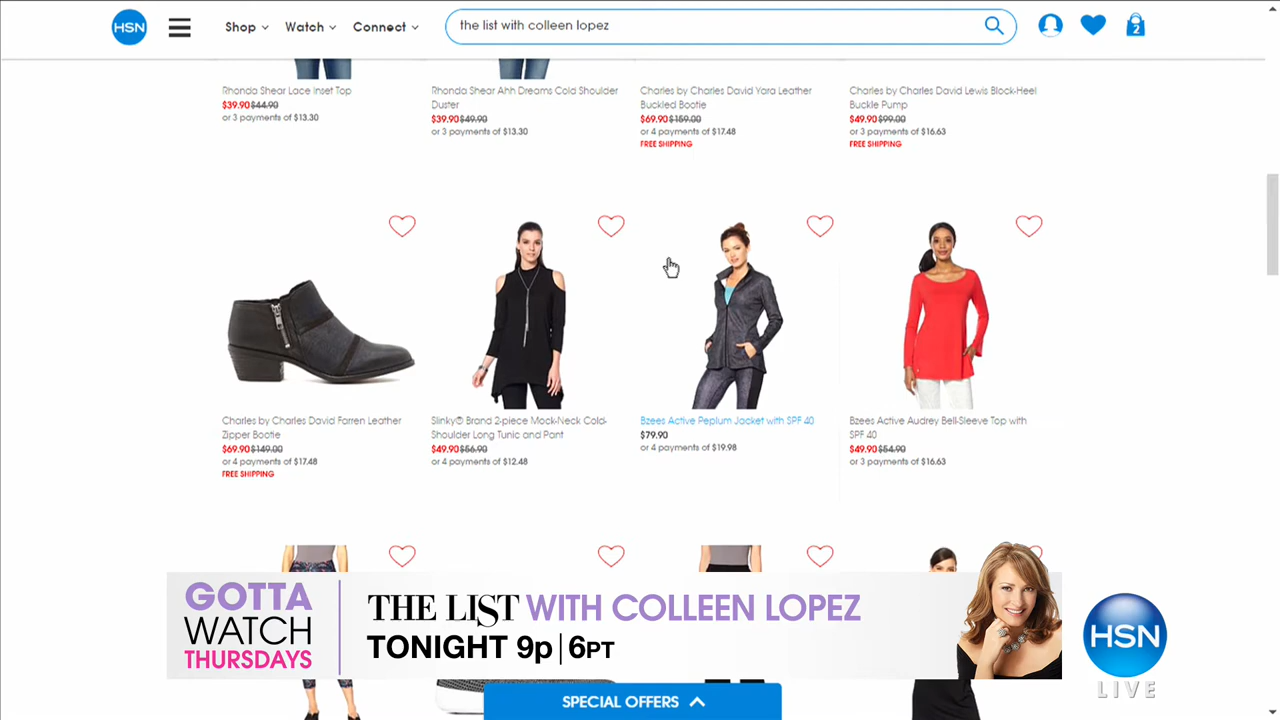 HSN
Shop
Watch
Connect
the list with colleen lopez
2
Rhonda Shear Lace Inset Top
$39.90 $44.90
or 3 payments of $13.30
Rhonda Shear Ahh Dreams Cold Shoulder
Duster
$39.90 $49.90
or 3 payments of $13.30
Charles by Charles David Yara Leather
Buckled Bootie
$69.90 $159.00
or 4 payments of $17.48
FREE SHIPPING
Charles by Charles David Lewis Block-Heel
Buckle Pump
$49.90 $99.00
or 3 payments of $16.63
FREE SHIPPING
Charles by Charles David Farren Leather
Zipper Bootie
$69.90 $149.00
or 4 payments of $17.48
FREE SHIPPING
Slinky® Brand 2-piece Mock-Neck Cold-
Shoulder Long Tunic and Pant
$49.90 $56.90
or 4 payments of $12.48
Bzees Active Peplum Jacket with SPF 40
$79.90
or 4 payments of $19.98
Bzees Active Audrey Bell-Sleeve Top with
SPF 40
$49.90 $54.90
or 3 payments of $16.63
GOTTA
WATCH
THURSDAYS
THE LIST WITH COLLEEN LOPEZ
TONIGHT 9p | 6PT
HSN
LIVE
SPECIAL OFFERS